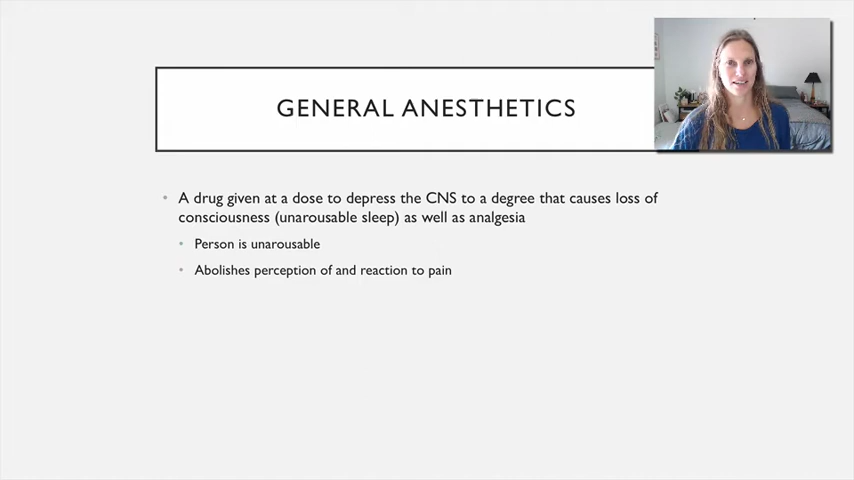 GENERAL ANESTHETICS
• A drug given at a dose to depress the CNS to a degree that causes loss of
consciousness (unarousable sleep) as well as analgesia
• Person is unarousable
• Abolishes perception of and reaction to pain